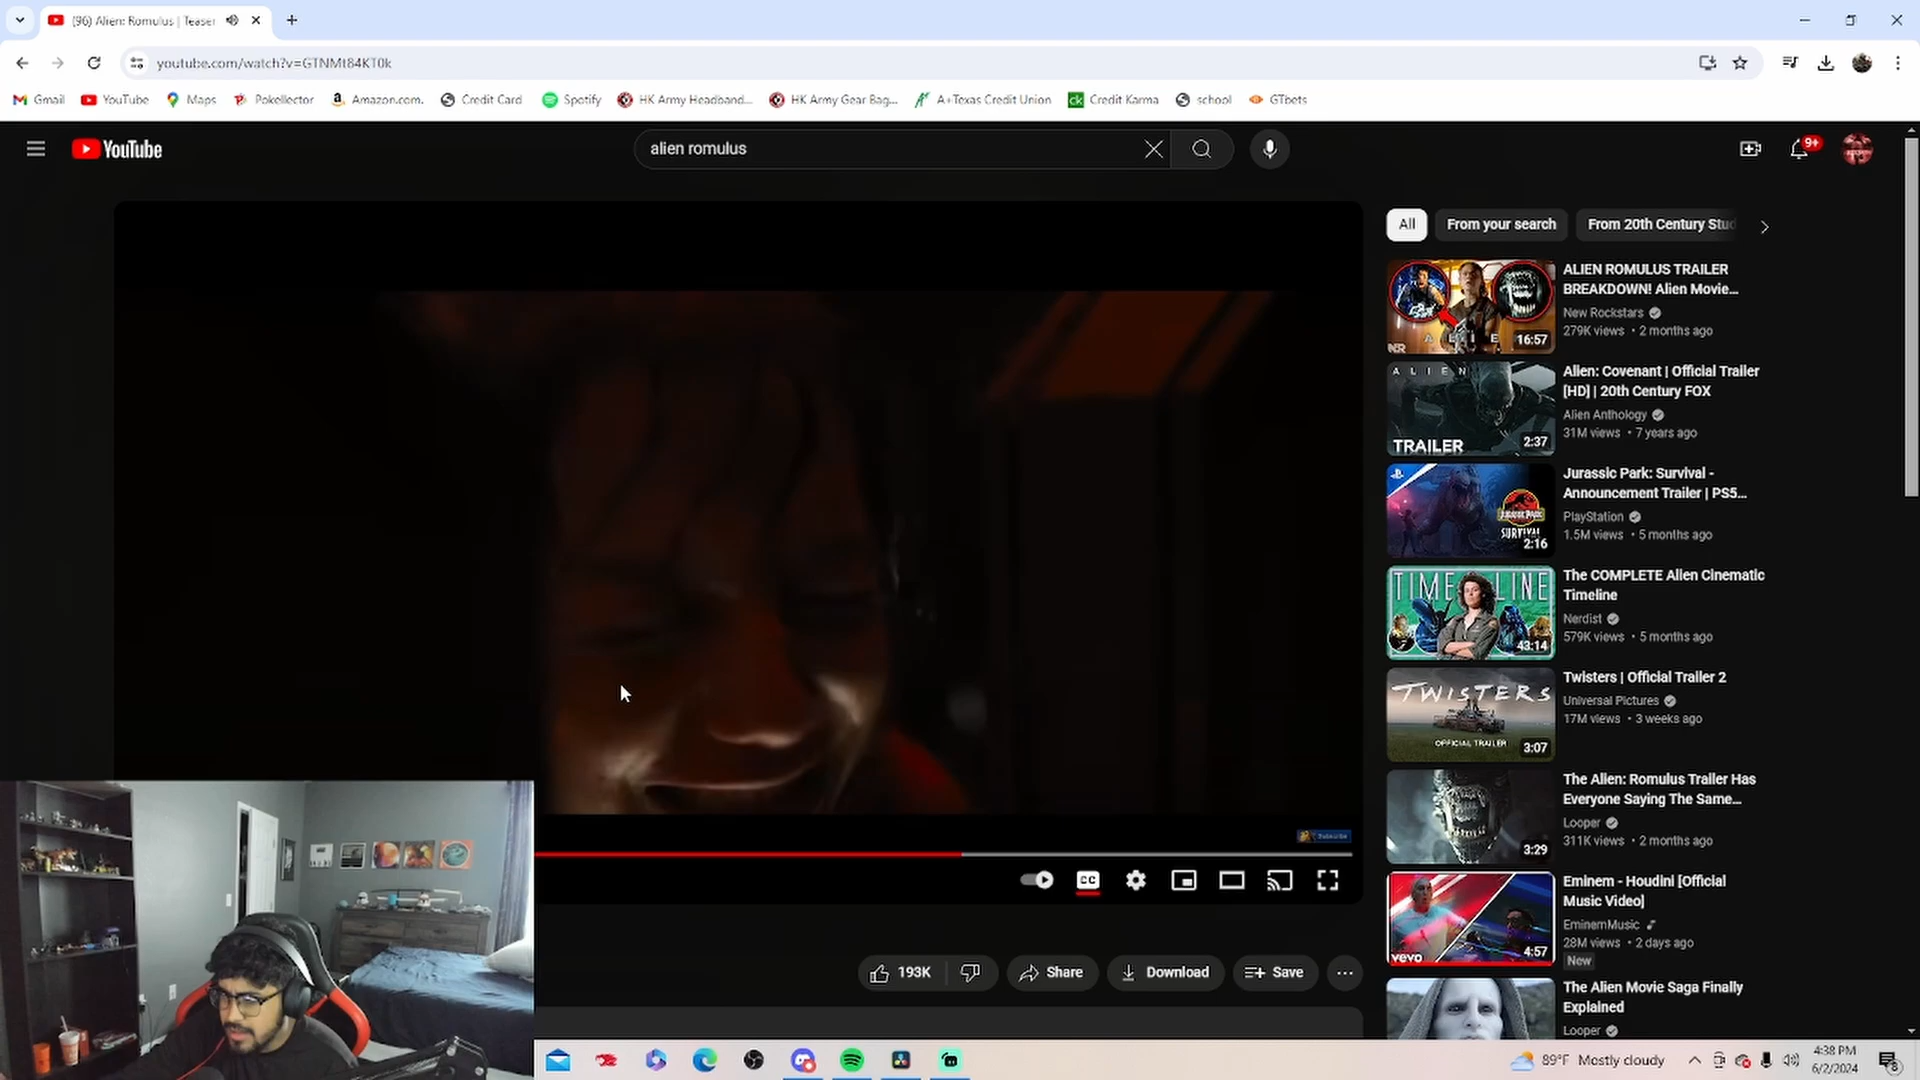 (96) Alien: Romulus | Teaser
youtube.com/watch?v=GTNMt84KT0k
Gmail YouTube Maps Pokellector Amazon.com. Credit Card Spotify HK Army Headband... HK Army Gear Bag... A+Texas Credit Union Credit Karma school GTbets
YouTube
alien romulus
9+
All From your search From 20th Century Stud
ALIEN ROMULUS TRAILER
BREAKDOWN! Alien Movie...
New Rockstars
279K views • 2 months ago
16:57
Alien: Covenant | Official Trailer
[HD] | 20th Century FOX
Alien Anthology
31M views • 7 years ago
ALIEN
TRAILER
2:37
Jurassic Park: Survival -
Announcement Trailer | PS5...
PlayStation
1.5M views • 5 months ago
SURVIVAL
2:16
The COMPLETE Alien Cinematic
Timeline
Nerdist
579K views • 5 months ago
TIMELINE
43:14
Twisters | Official Trailer 2
Universal Pictures
17M views • 3 weeks ago
TWISTERS
OFFICIAL TRAILER
3:07
The Alien: Romulus Trailer Has
Everyone Saying The Same...
Looper
311K views • 2 months ago
3:29
Eminem - Houdini [Official
Music Video]
EminemMusic
28M views • 2 days ago
New
vevo
4:57
The Alien Movie Saga Finally
Explained
Looper
Subscribe
CC
193K Share Download Save
89°F Mostly cloudy
4:38 PM
6/2/2024
8